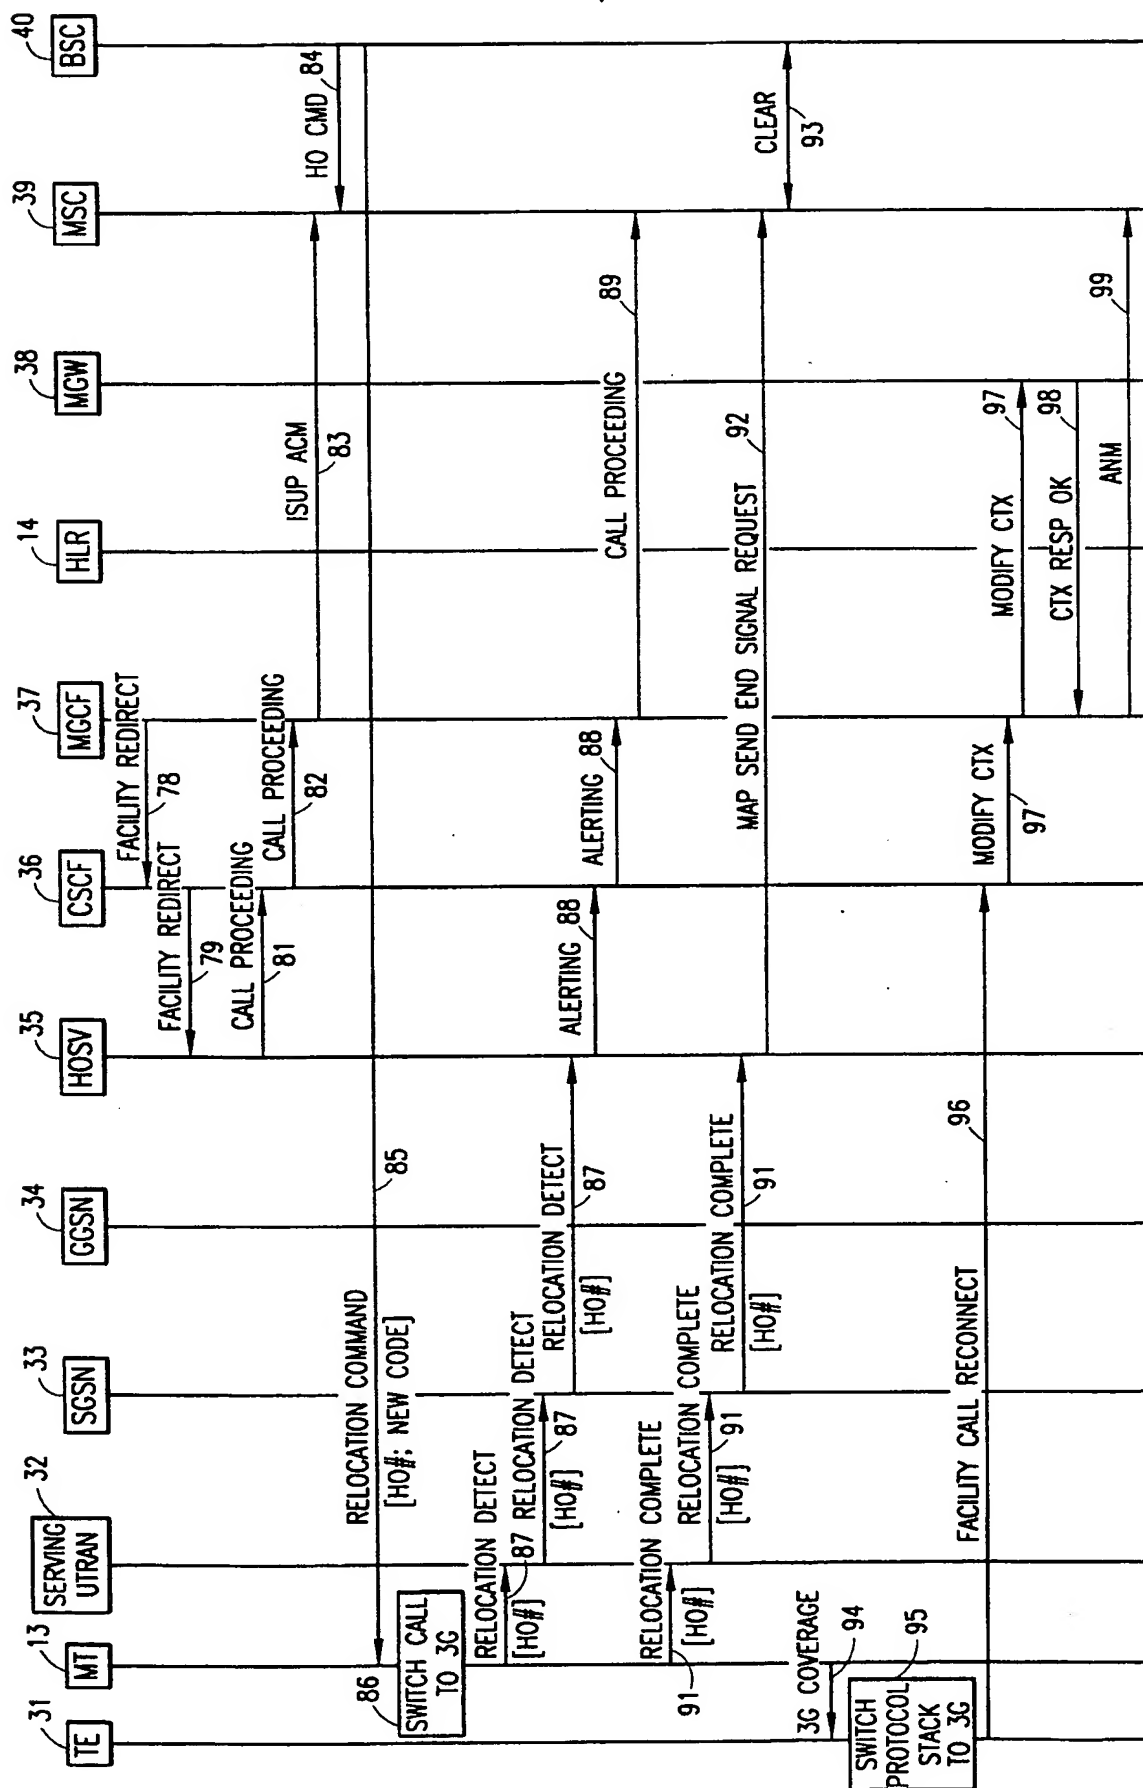 31
TE
13
MT
32
SERVING
UTRAN
33
SGSN
34
GGSN
35
HOSV
36
CSCF
37
MGCF
14
HLR
38
MGW
39
MSC
40
BSC
FACILITY REDIRECT
78
FACILITY REDIRECT
79
CALL PROCEEDING
81
CALL PROCEEDING
82
ISUP ACM
83
HO CMD
84
RELOCATION COMMAND
85
[HO#; NEW CODE]
86
SWITCH CALL
TO 3G
RELOCATION DETECT
87
[HO#]
RELOCATION DETECT
87
[HO#]
RELOCATION DETECT
87
[HO#]
ALERTING
88
ALERTING
88
CALL PROCEEDING
89
RELOCATION COMPLETE
91
[HO#]
RELOCATION COMPLETE
91
[HO#]
RELOCATION COMPLETE
91
[HO#]
MAP SEND END SIGNAL REQUEST
92
CLEAR
93
3G COVERAGE
94
95
SWITCH
PROTOCOL
STACK
TO 3G
FACILITY CALL RECONNECT
96
MODIFY CTX
97
MODIFY CTX
97
CTX RESP OK
98
ANM
99